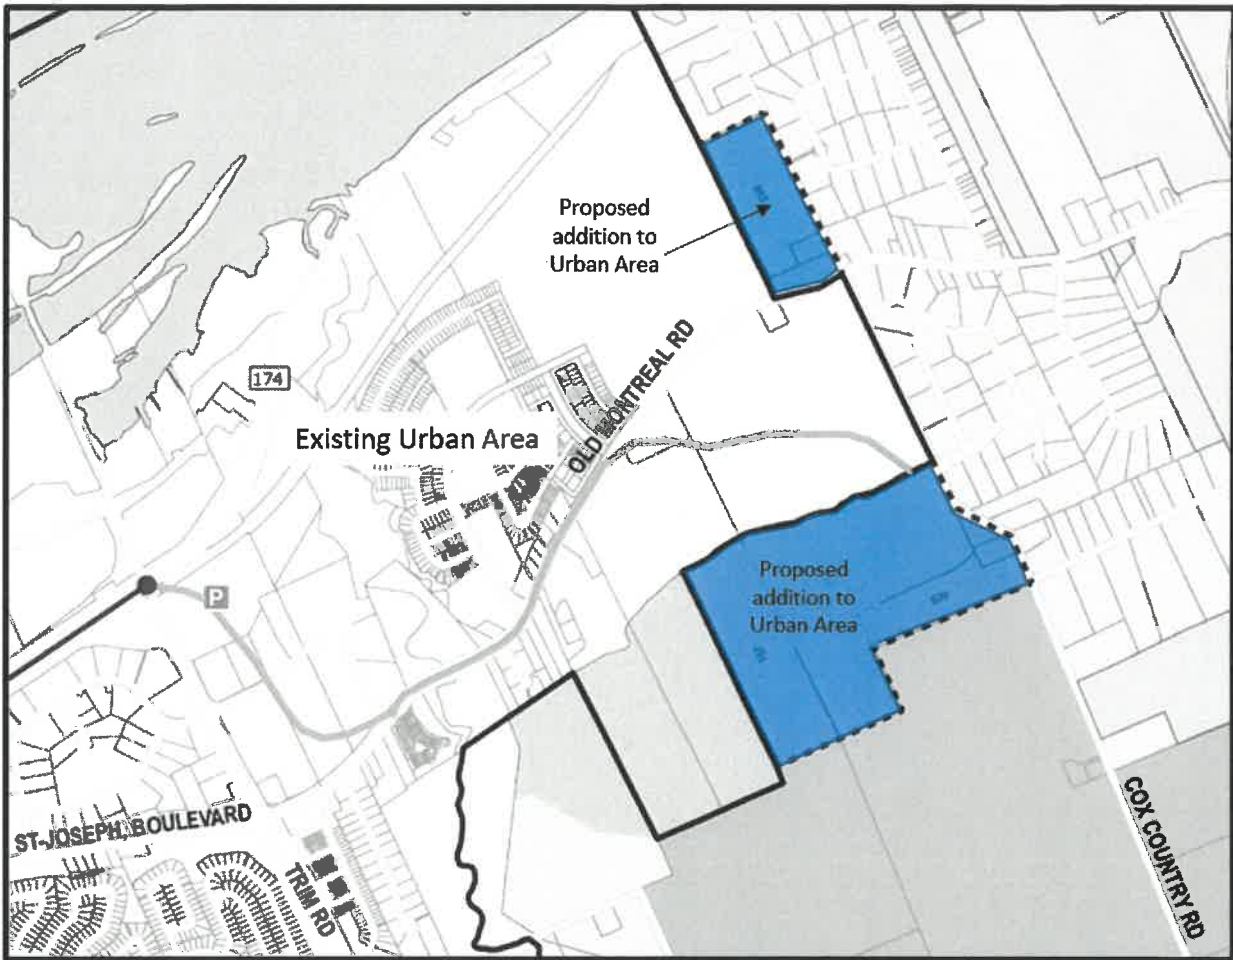 Proposed
addition to
Urban Area
174
OLD MONTREAL RD
Existing Urban Area
Proposed
addition to
Urban Area
P
ST-JOSEPH, BOULEVARD
TRIM RD
COX COUNTRY RD